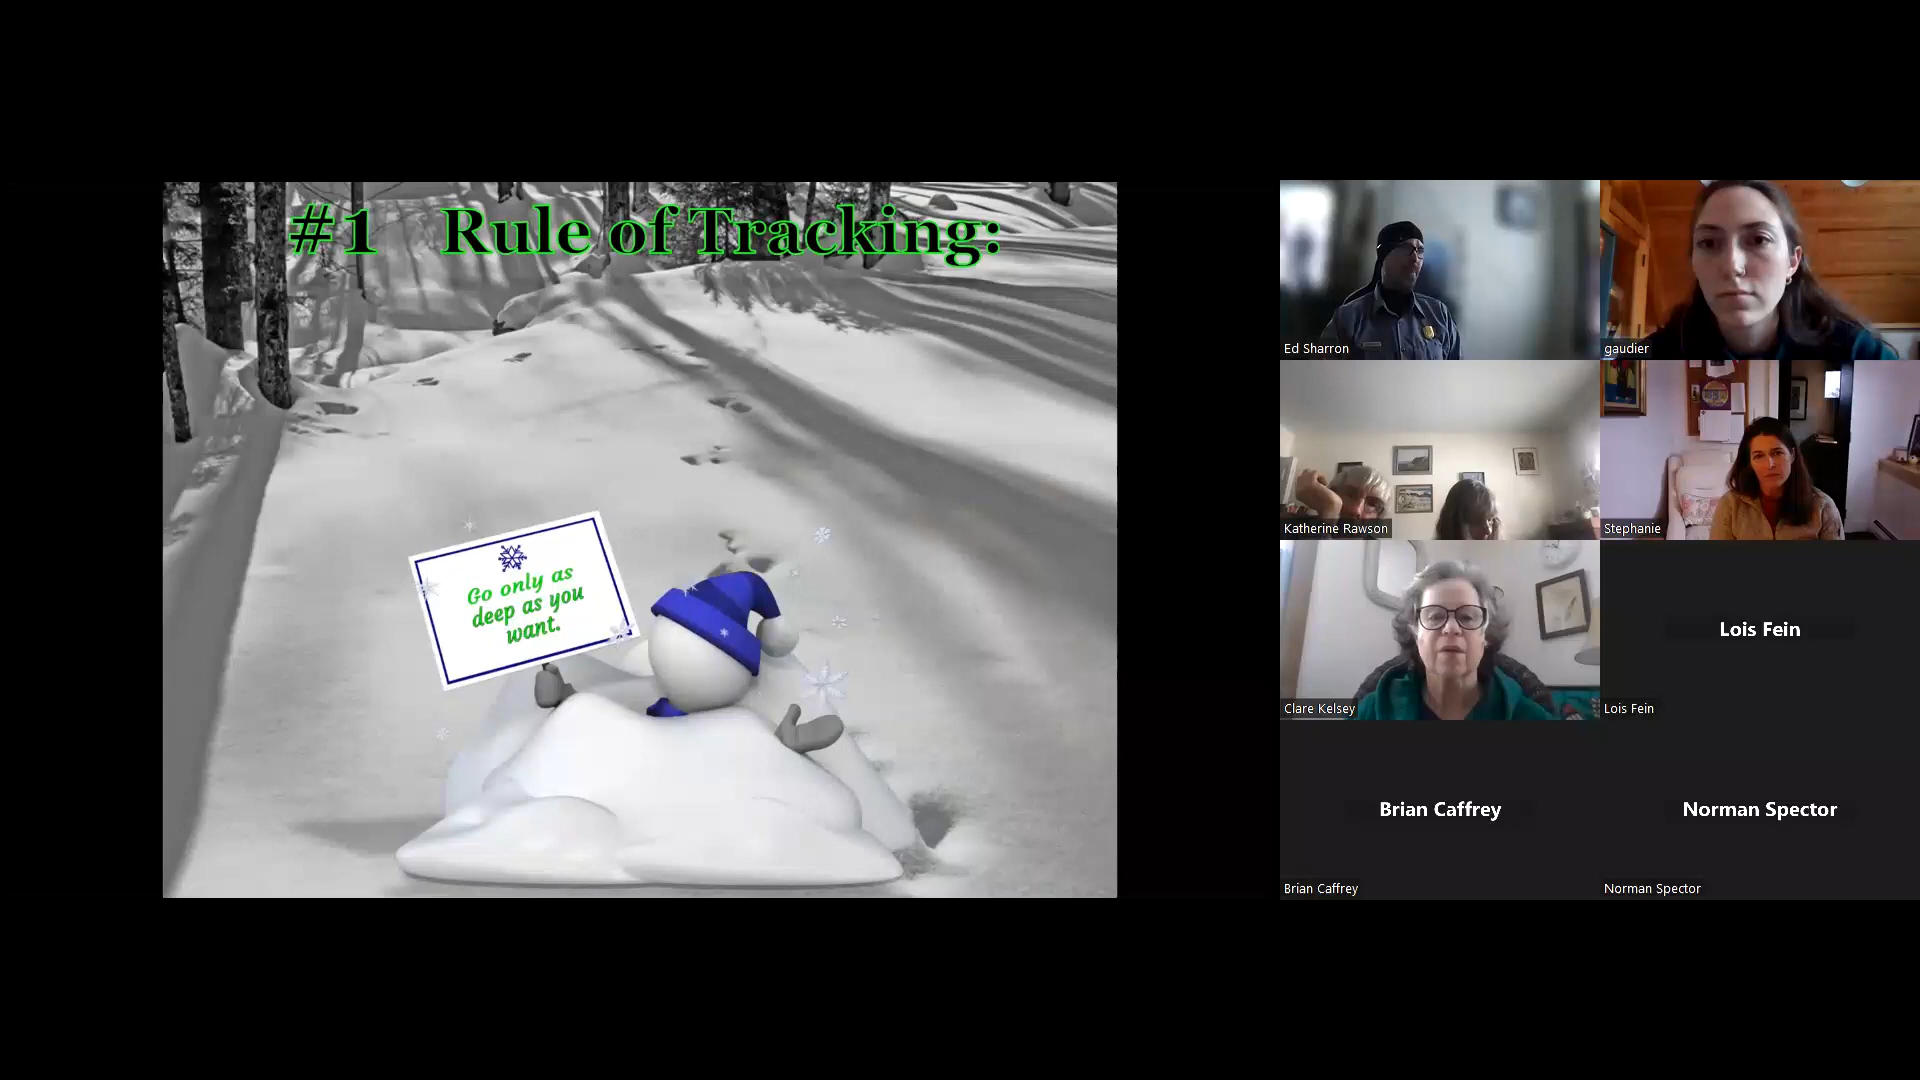 #1 Rule of Tracking:
Go only as
deep as you
want.
Ed Sharron
gaudier
Katherine Rawson
Stephanie
Clare Kelsey
Lois Fein
Lois Fein
Brian Caffrey
Brian Caffrey
Norman Spector
Norman Spector